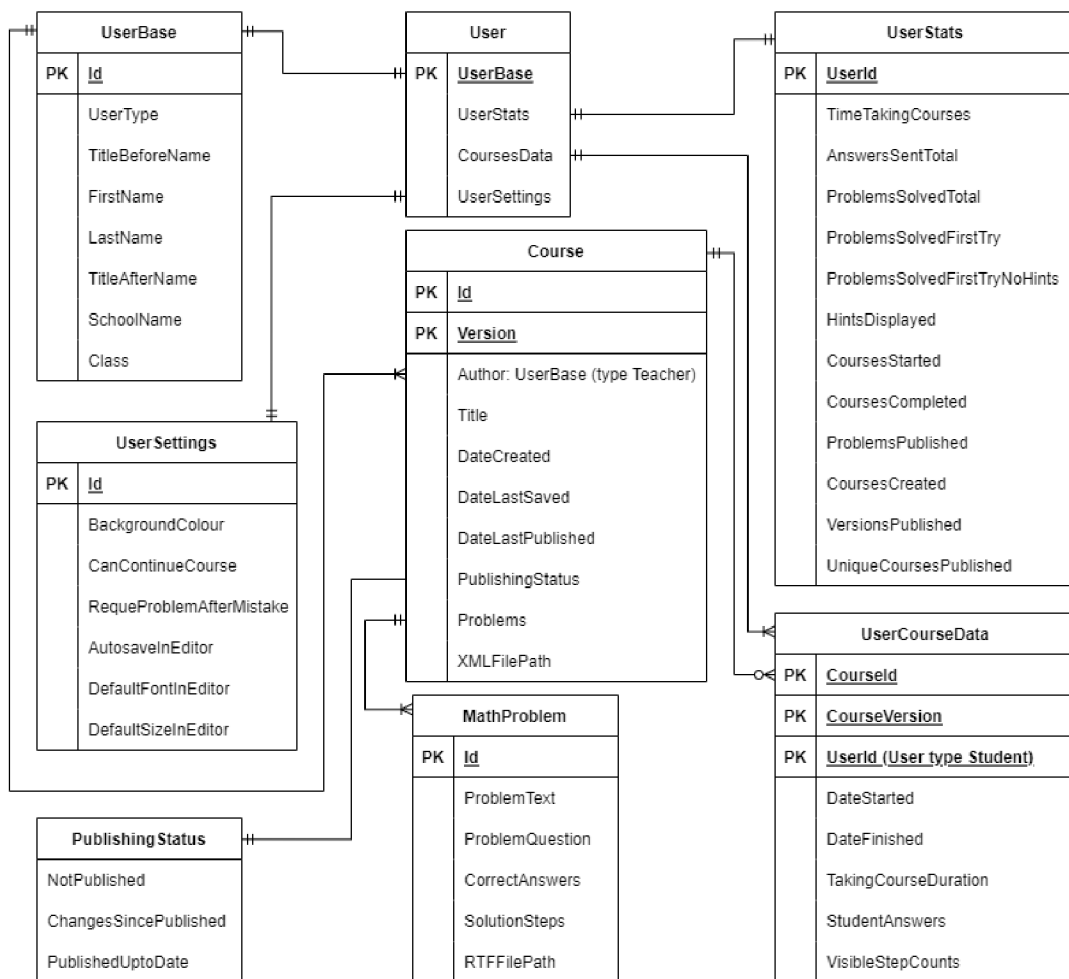 UserBase
PK Id
UserType
TitleBeforeName
FirstName
LastName
TitleAfterName
SchoolName
Class
User
PK UserBase
UserStats
CoursesData
UserSettings
UserStats
PK UserId
TimeTakingCourses
AnswersSentTotal
ProblemsSolvedTotal
ProblemsSolvedFirstTry
ProblemsSolvedFirstTryNoHints
HintsDisplayed
CoursesStarted
CoursesCompleted
ProblemsPublished
CoursesCreated
VersionsPublished
UniqueCoursesPublished
Course
PK Id
PK Version
Author: UserBase (type Teacher)
Title
DateCreated
DateLastSaved
DateLastPublished
PublishingStatus
Problems
XMLFilePath
UserSettings
PK Id
BackgroundColour
CanContinueCourse
RequeProblemAfterMistake
AutosaveInEditor
DefaultFontInEditor
DefaultSizeInEditor
UserCourseData
PK CourseId
PK CourseVersion
PK UserId (User type Student)
DateStarted
DateFinished
TakingCourseDuration
StudentAnswers
VisibleStepCounts
MathProblem
PK Id
ProblemText
ProblemQuestion
CorrectAnswers
SolutionSteps
RTFFilePath
PublishingStatus
NotPublished
ChangesSincePublished
PublishedUptoDate